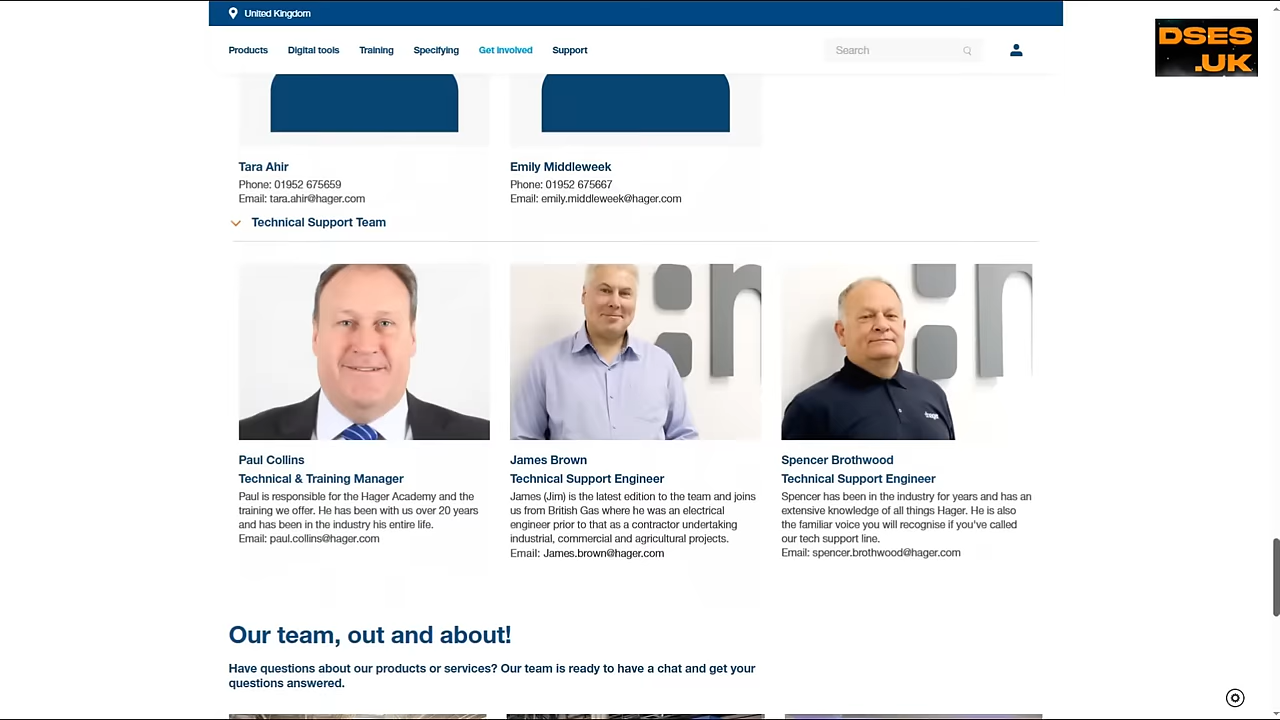 United Kingdom
DSES
.UK
Products Digital tools Training Specifying Get involved Support Search
Tara Ahir
Phone: 01952 675659
Email: tara.ahir@hager.com
Emily Middleweek
Phone: 01952 675667
Email: emily.middleweek@hager.com
Technical Support Team
:hager
Paul Collins
Technical & Training Manager
Paul is responsible for the Hager Academy and the
training we offer. He has been with us over 20 years
and has been in the industry his entire life.
Email: paul.collins@hager.com
James Brown
Technical Support Engineer
James (Jim) is the latest edition to the team and joins
us from British Gas where he was an electrical
engineer prior to that as a contractor undertaking
industrial, commercial and agricultural projects.
Email: James.brown@hager.com
Spencer Brothwood
Technical Support Engineer
Spencer has been in the industry for years and has an
extensive knowledge of all things Hager. He is also
the familiar voice you will recognise if you've called
our tech support line.
Email: spencer.brothwood@hager.com
Our team, out and about!
Have questions about our products or services? Our team is ready to have a chat and get your
questions answered.